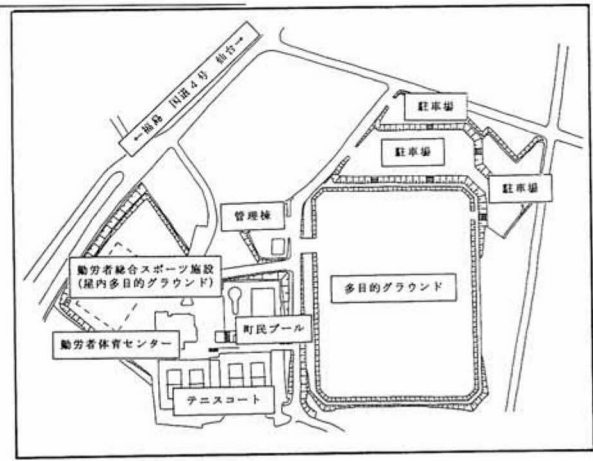 ←福島 国道4号 仙台→
駐車場
駐車場
駐車場
管理棟
勤労者総合スポーツ施設
(屋内多目的グラウンド)
多目的グラウンド
町民プール
勤労者体育センター
テニスコート